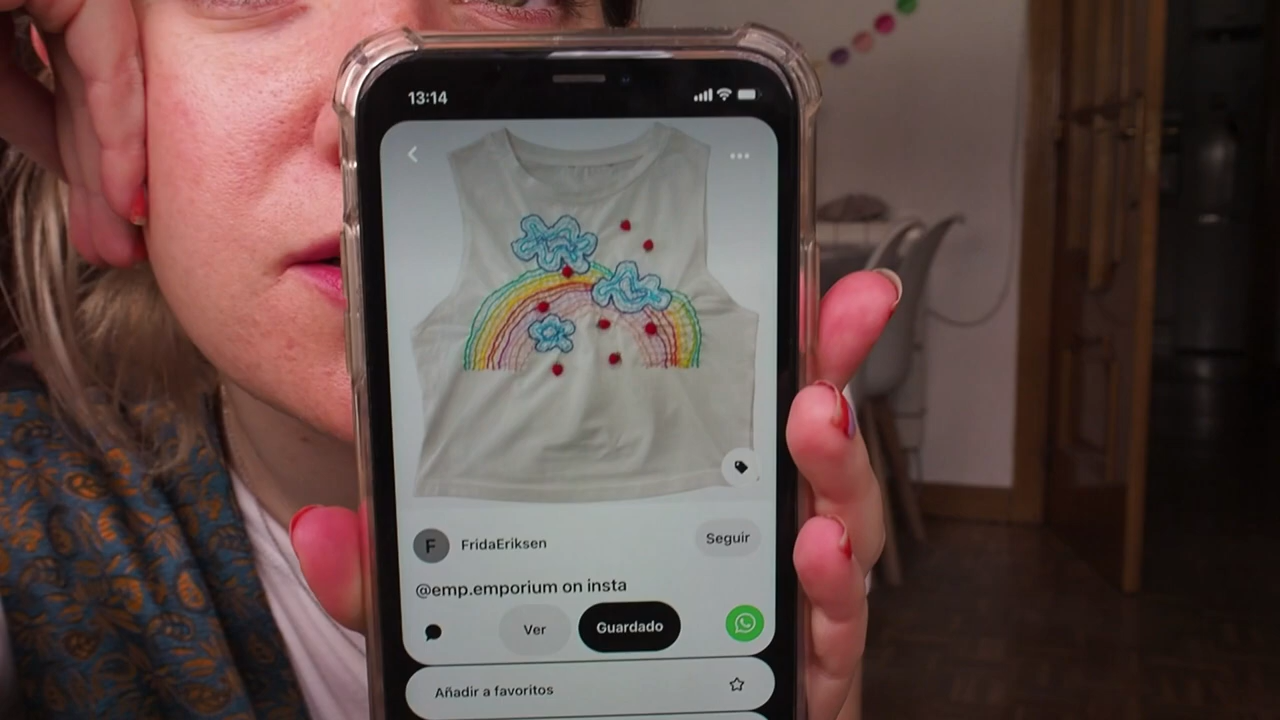 13:14
F FridaEriksen Seguir
@emp.emporium on insta
Ver Guardado
Añadir a favoritos